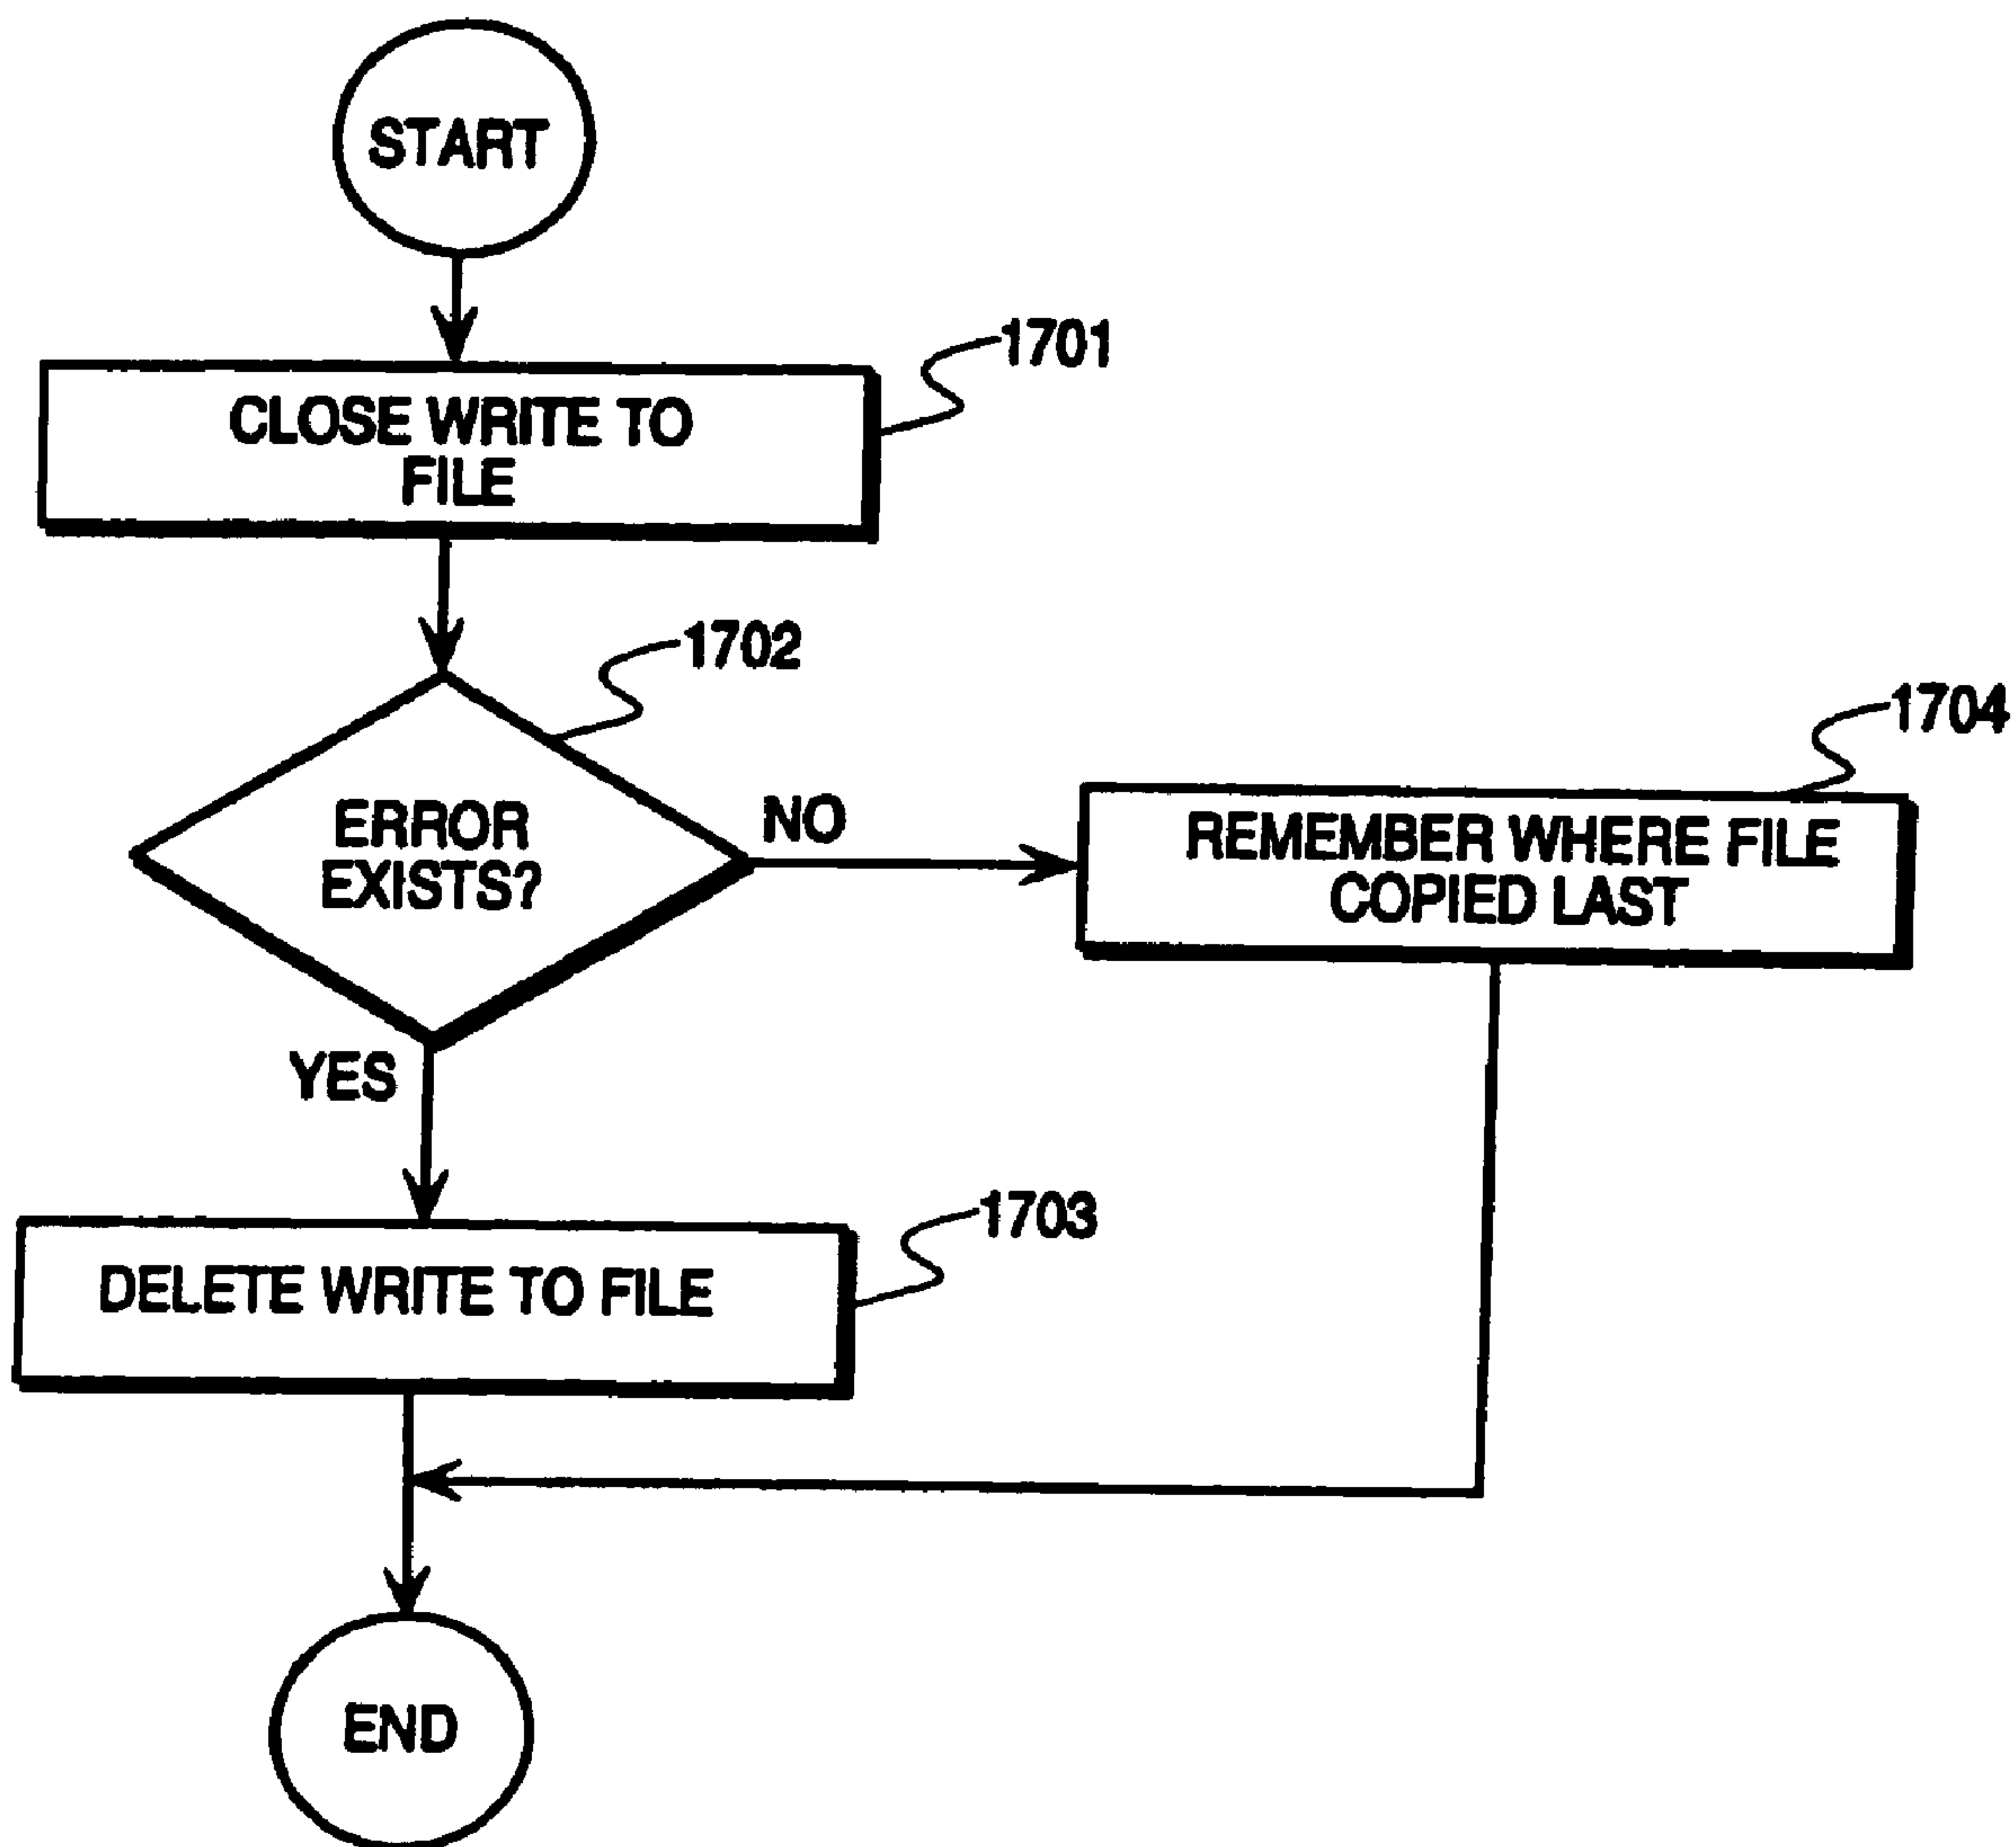 START
1701
CLOSE WRITE TO
FILE
1702
ERROR
EXISTS?
NO
1704
REMEMBER WHERE FILE
COPIED LAST
YES
1703
DELETE WRITE TO FILE
END